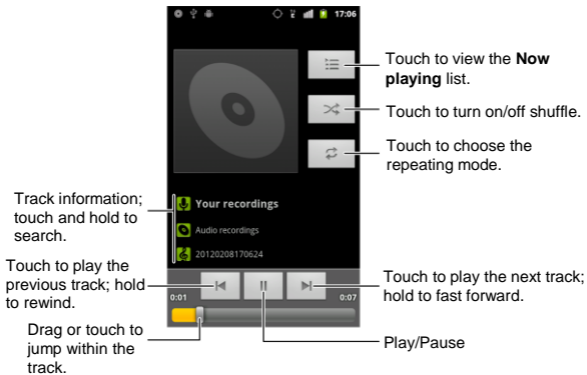 17:06
Touch to view the Now
playing list.
Touch to turn on/off shuffle.
Touch to choose the
repeating mode.
Track information;
touch and hold to
search.
Your recordings
Audio recordings
20120208170624
Touch to play the
previous track; hold
to rewind.
Touch to play the next track;
hold to fast forward.
0:01
0:07
Drag or touch to
jump within the
track.
Play/Pause